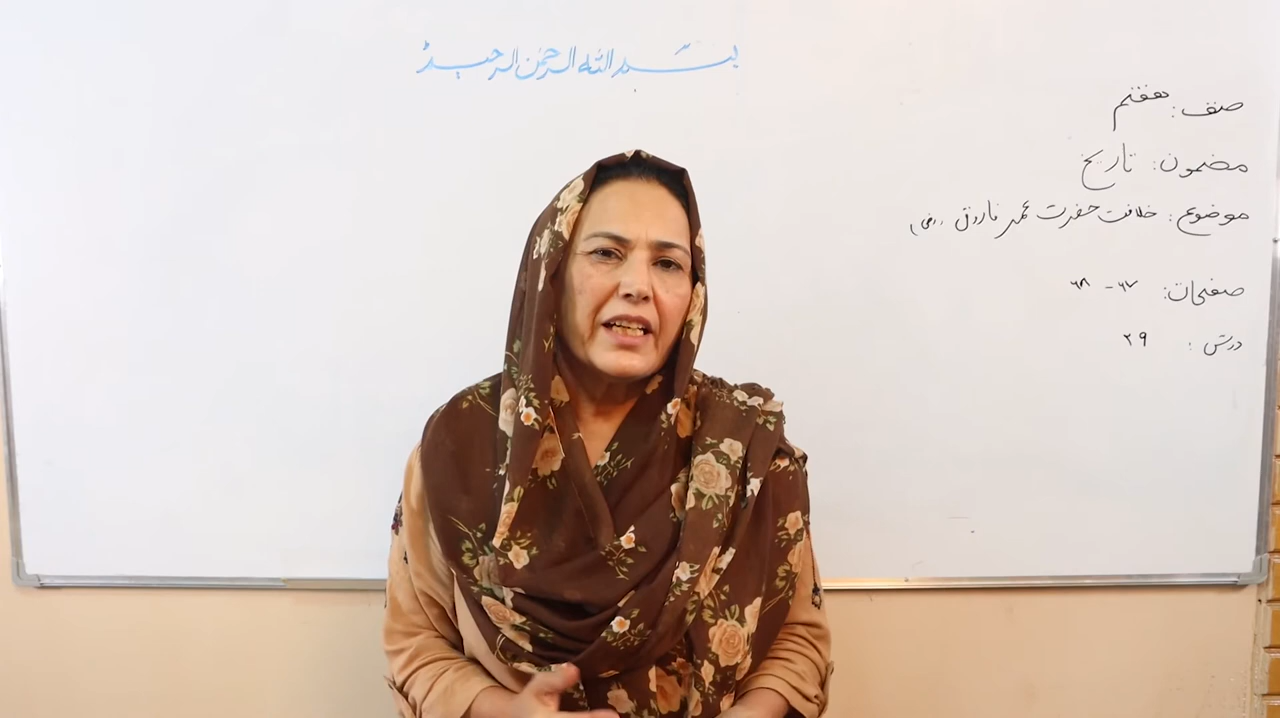 بسم الله الرحمن الرحیم
صنف: هفتم
مضمون: تاریخ
موضوع: خلافت حضرت عمر فاروق (رض)
صفحات: ۶۷ - ۶۸
درس: ۲۹